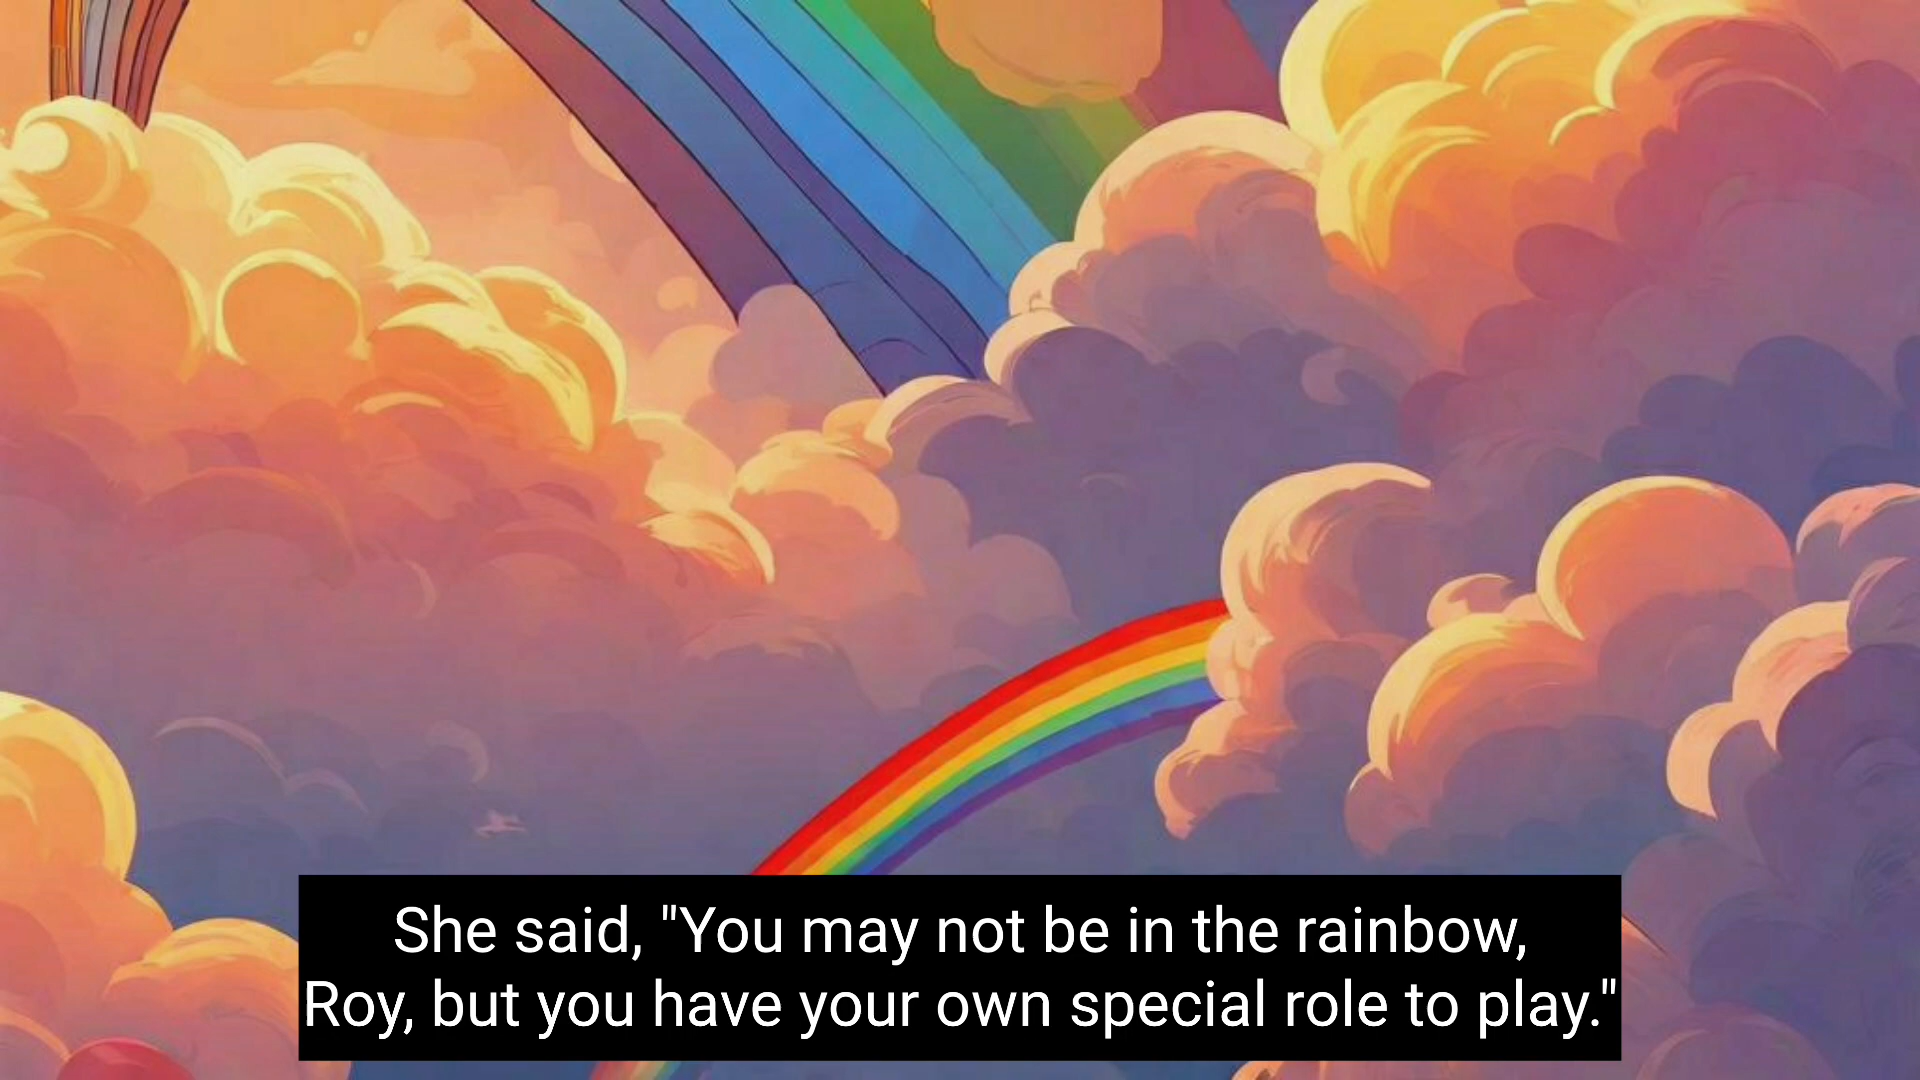 She said, "You may not be in the rainbow,
Roy, but you have your own special role to play."